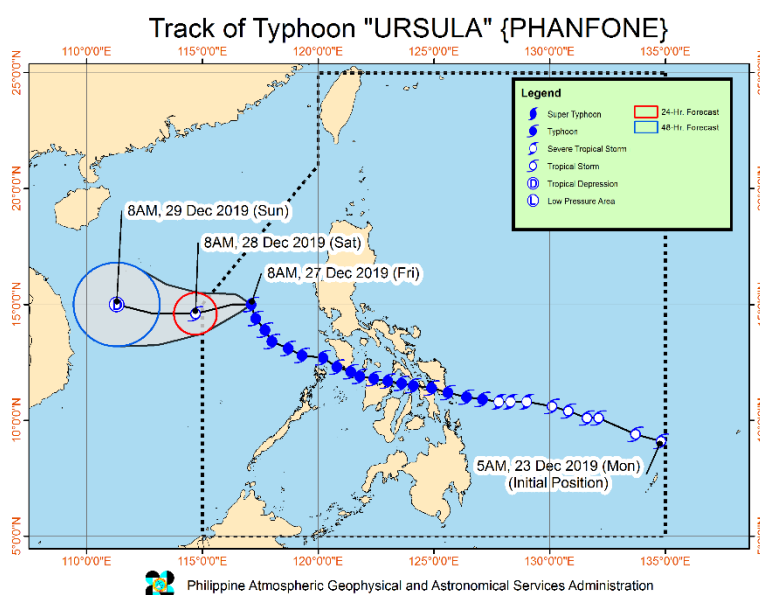 Track of Typhoon "URSULA" {PHANFONE}
110°0'0"E 115°0'0"E 120°0'0"E 125°0'0"E 130°0'0"E 135°0'0"E
25°0'0"N
20°0'0"N
15°0'0"N
10°0'0"N
5°0'0"N
Legend
Super Typhoon
Typhoon
Severe Tropical Storm
Tropical Storm
D Tropical Depression
L Low Pressure Area
24-Hr. Forecast
48-Hr. Forecast
8AM, 29 Dec 2019 (Sun)
8AM, 28 Dec 2019 (Sat)
8AM, 27 Dec 2019 (Fri)
D
5AM, 23 Dec 2019 (Mon)
(Initial Position)
110°0'0"E 115°0'0"E 120°0'0"E 125°0'0"E 130°0'0"E 135°0'0"E
Philippine Atmospheric Geophysical and Astronomical Services Administration